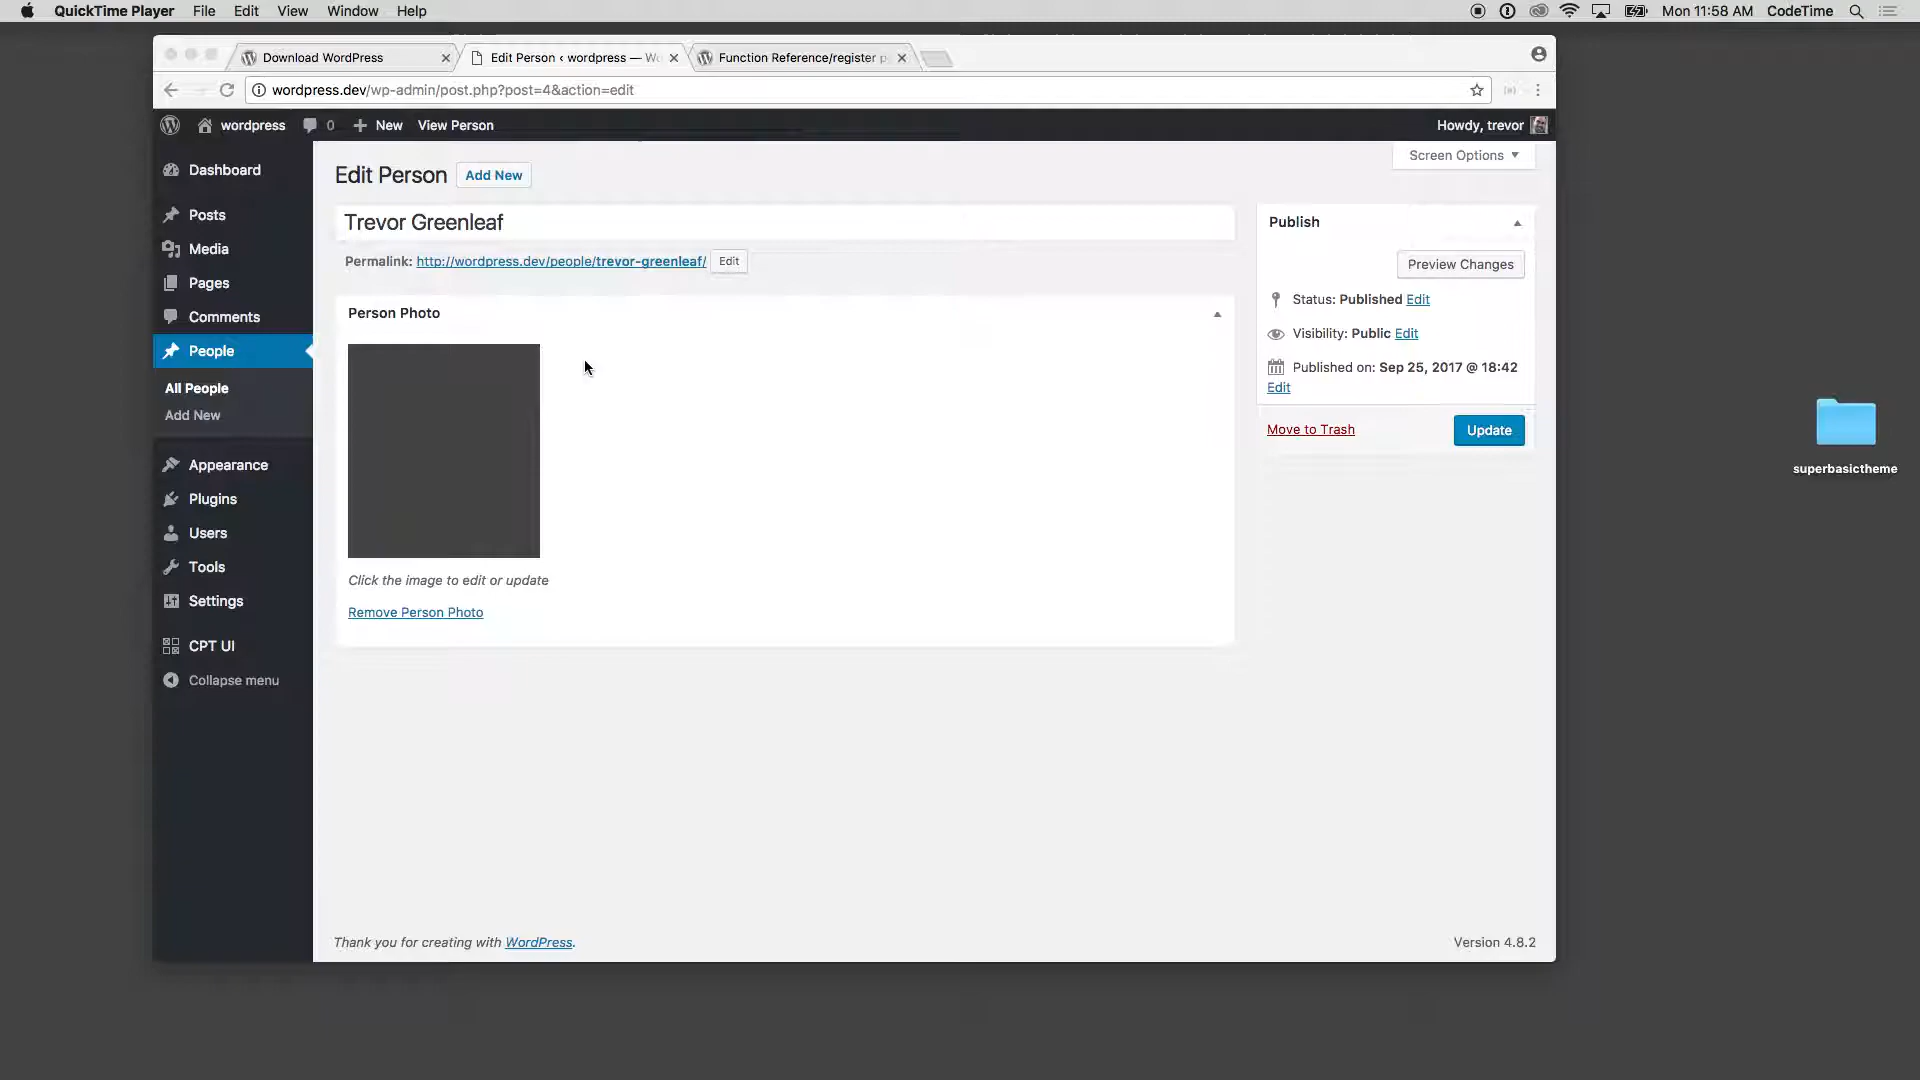 QuickTime Player File Edit View Window Help Mon 11:58 AM CodeTime
Download WordPress
Edit Person ‹ wordpress — W
Function Reference/register p
wordpress.dev/wp-admin/post.php?post=4&action=edit
wordpress 0 New View Person Howdy, trevor
Screen Options
Dashboard
Posts
Media
Pages
Comments
People
All People
Add New
Appearance
Plugins
Users
Tools
Settings
CPT UI
Collapse menu
Edit Person Add New
Trevor Greenleaf
Permalink: http://wordpress.dev/people/trevor-greenleaf/ Edit
Person Photo
Click the image to edit or update
Remove Person Photo
Publish
Preview Changes
Status: Published Edit
Visibility: Public Edit
Published on: Sep 25, 2017 @ 18:42
Edit
Move to Trash Update
superbasictheme
Thank you for creating with WordPress.
Version 4.8.2